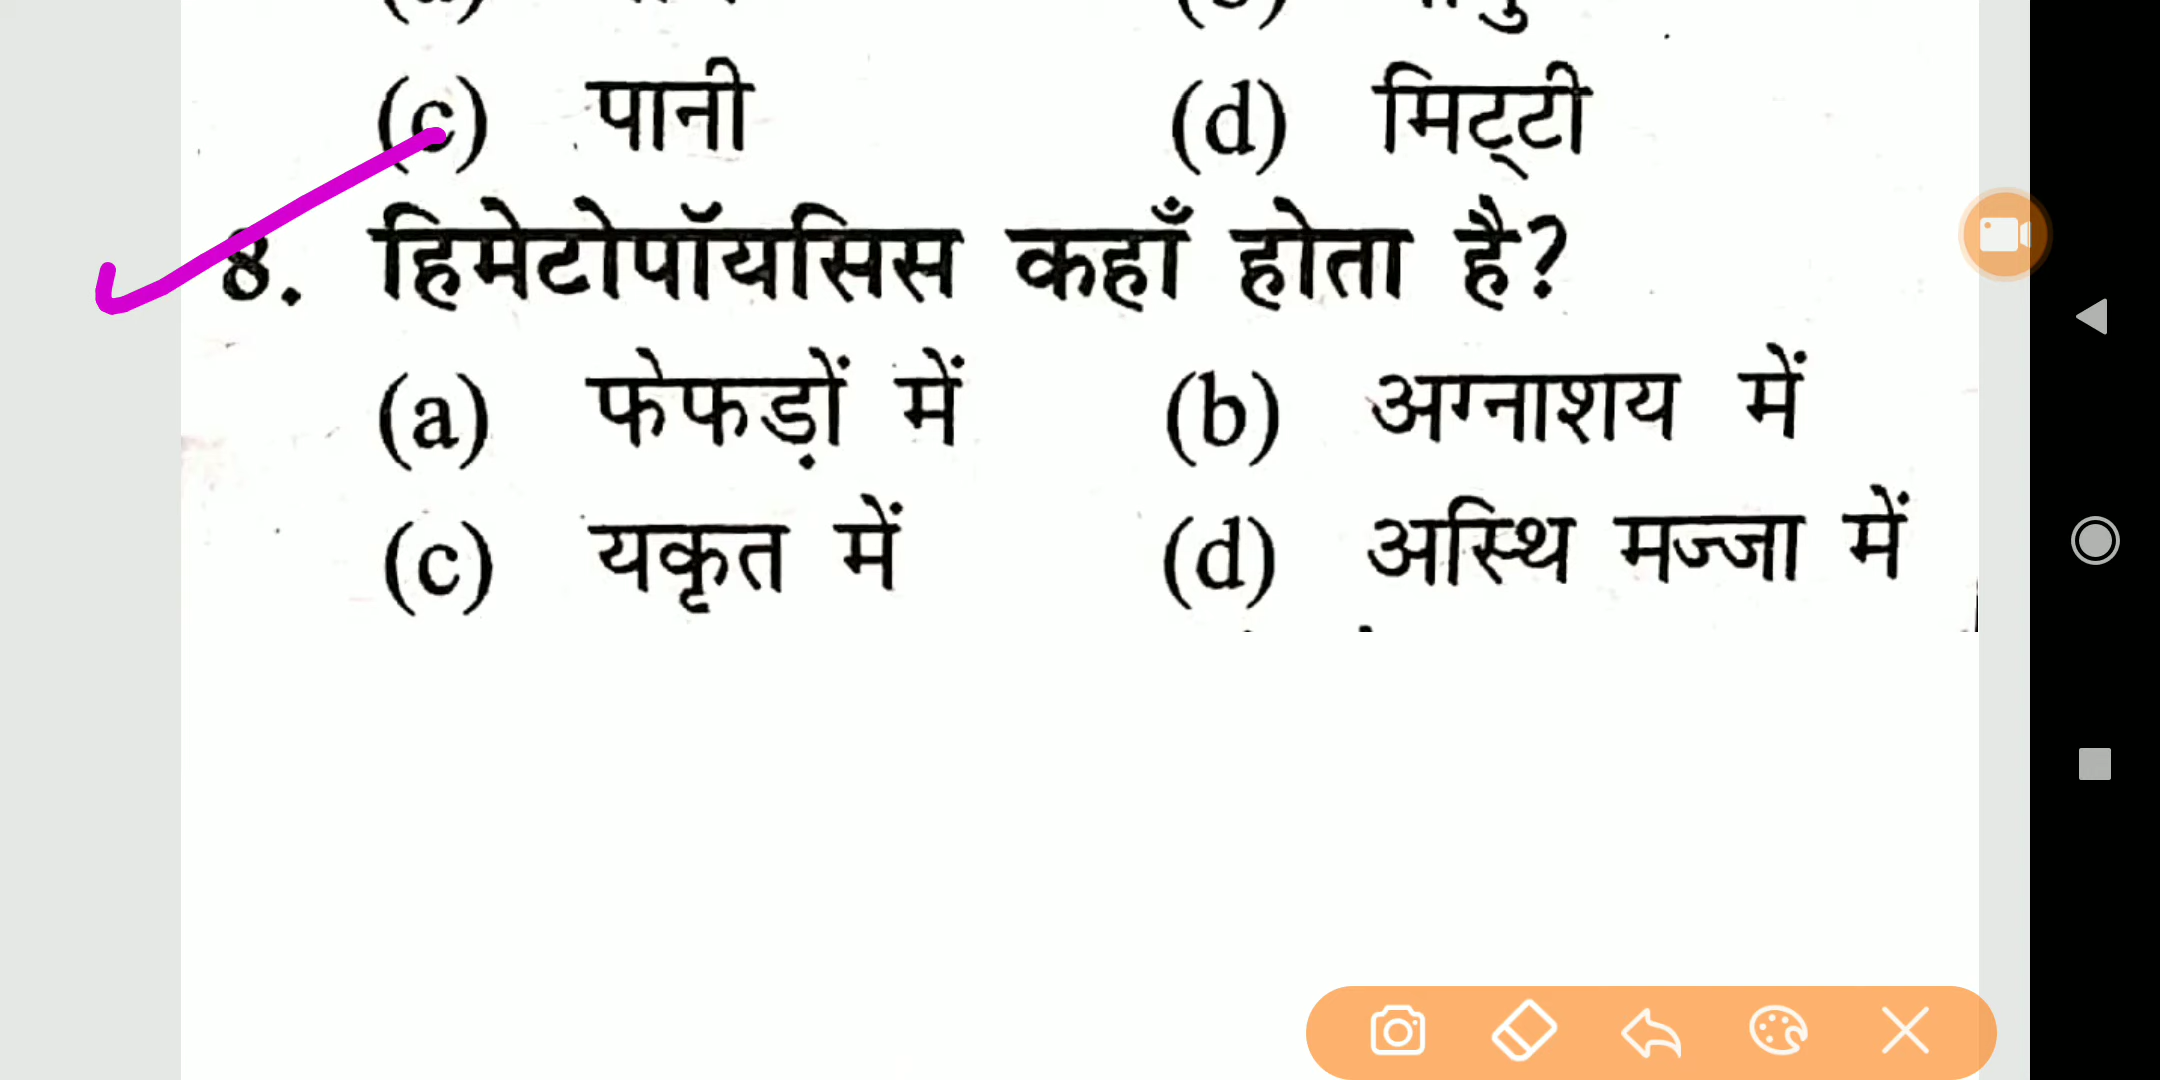 (c) पानी (d) मिट्टी
8. हिमेटोपॉयसिस कहाँ होता है?
(a) फेफड़ों में (b) अग्नाशय में
(c) यकृत में (d) अस्थि मज्जा में